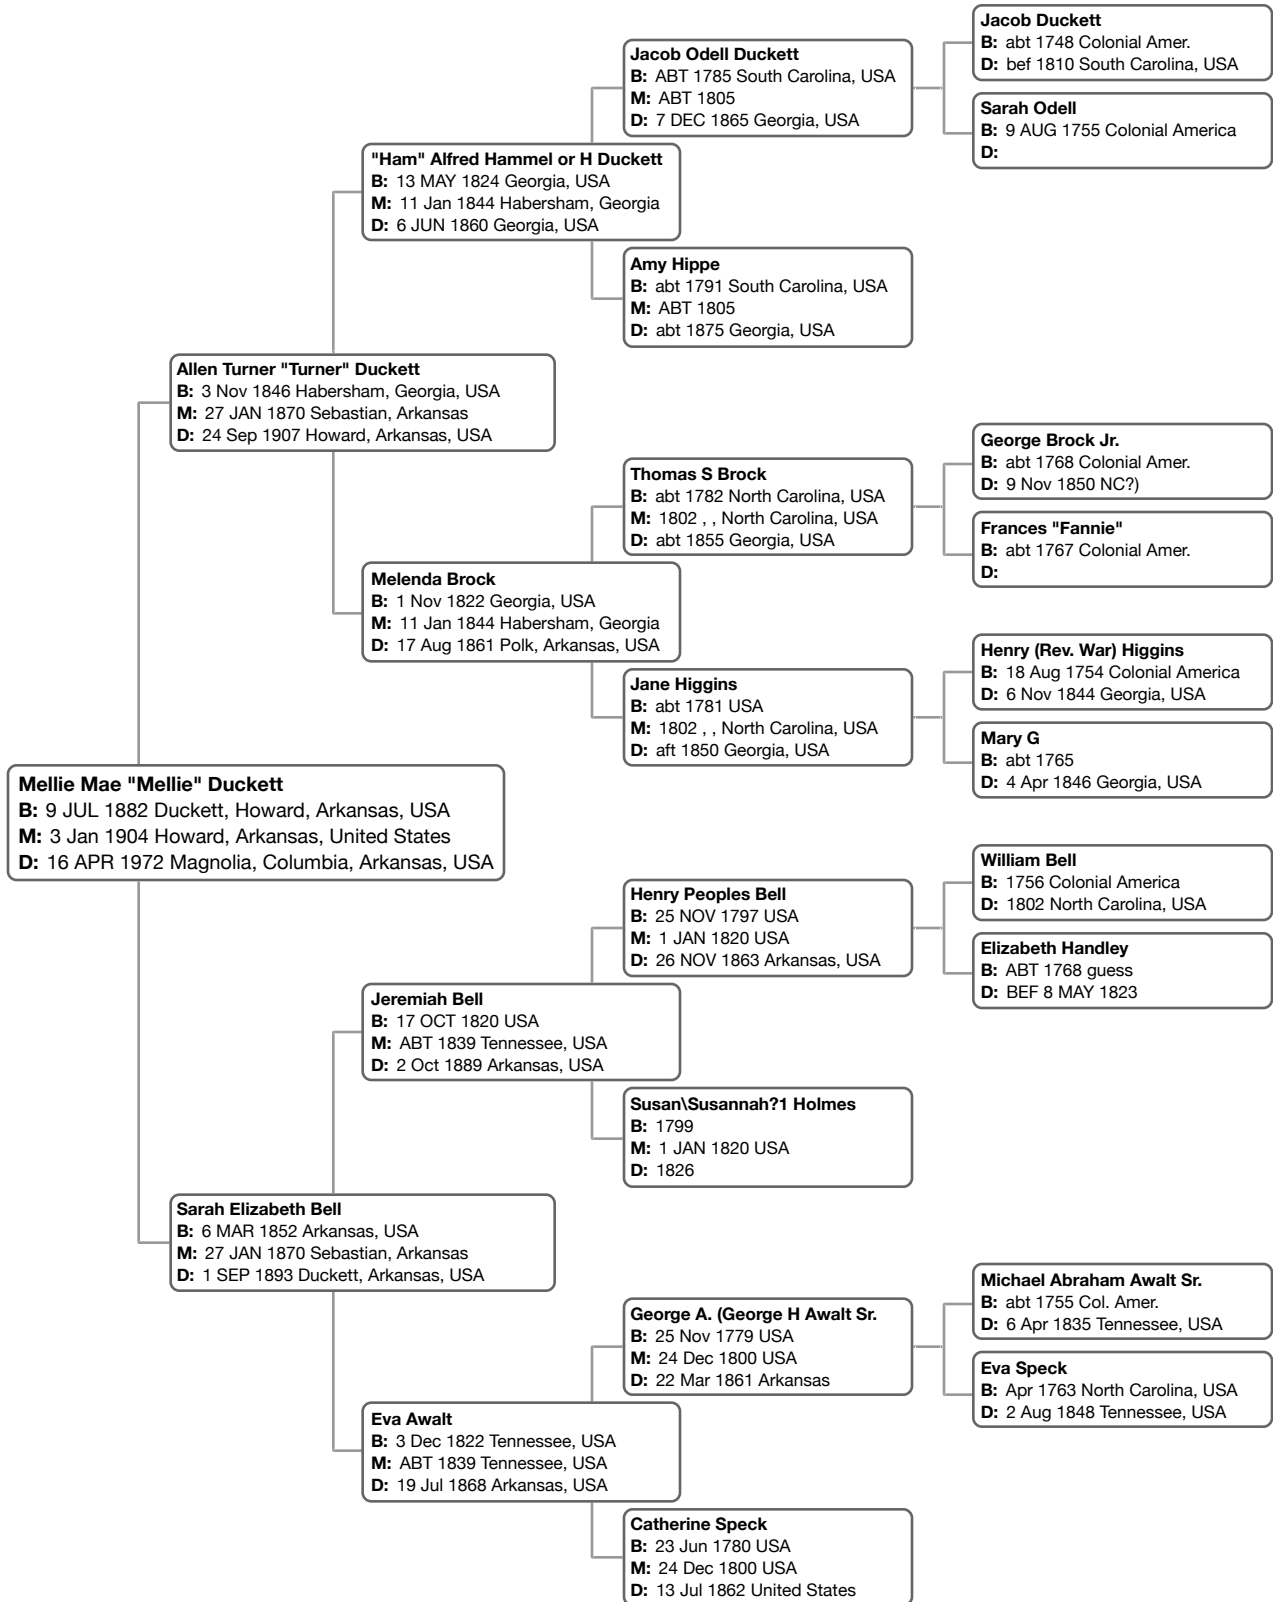 Jacob Duckett
B: abt 1748 Colonial Amer.
D: bef 1810 South Carolina, USA
Jacob Odell Duckett
B: ABT 1785 South Carolina, USA
M: ABT 1805
D: 7 DEC 1865 Georgia, USA
Sarah Odell
B: 9 AUG 1755 Colonial America
D:
"Ham" Alfred Hammel or H Duckett
B: 13 MAY 1824 Georgia, USA
M: 11 Jan 1844 Habersham, Georgia
D: 6 JUN 1860 Georgia, USA
Amy Hippe
B: abt 1791 South Carolina, USA
M: ABT 1805
D: abt 1875 Georgia, USA
Allen Turner "Turner" Duckett
B: 3 Nov 1846 Habersham, Georgia, USA
M: 27 JAN 1870 Sebastian, Arkansas
D: 24 Sep 1907 Howard, Arkansas, USA
George Brock Jr.
B: abt 1768 Colonial Amer.
D: 9 Nov 1850 NC?)
Thomas S Brock
B: abt 1782 North Carolina, USA
M: 1802 , , North Carolina, USA
D: abt 1855 Georgia, USA
Frances "Fannie"
B: abt 1767 Colonial Amer.
D:
Melenda Brock
B: 1 Nov 1822 Georgia, USA
M: 11 Jan 1844 Habersham, Georgia
D: 17 Aug 1861 Polk, Arkansas, USA
Henry (Rev. War) Higgins
B: 18 Aug 1754 Colonial America
D: 6 Nov 1844 Georgia, USA
Jane Higgins
B: abt 1781 USA
M: 1802 , , North Carolina, USA
D: aft 1850 Georgia, USA
Mary G
B: abt 1765
D: 4 Apr 1846 Georgia, USA
Mellie Mae "Mellie" Duckett
B: 9 JUL 1882 Duckett, Howard, Arkansas, USA
M: 3 Jan 1904 Howard, Arkansas, United States
D: 16 APR 1972 Magnolia, Columbia, Arkansas, USA
William Bell
B: 1756 Colonial America
D: 1802 North Carolina, USA
Henry Peoples Bell
B: 25 NOV 1797 USA
M: 1 JAN 1820 USA
D: 26 NOV 1863 Arkansas, USA
Elizabeth Handley
B: ABT 1768 guess
D: BEF 8 MAY 1823
Jeremiah Bell
B: 17 OCT 1820 USA
M: ABT 1839 Tennessee, USA
D: 2 Oct 1889 Arkansas, USA
Susan\Susannah?1 Holmes
B: 1799
M: 1 JAN 1820 USA
D: 1826
Sarah Elizabeth Bell
B: 6 MAR 1852 Arkansas, USA
M: 27 JAN 1870 Sebastian, Arkansas
D: 1 SEP 1893 Duckett, Arkansas, USA
Michael Abraham Awalt Sr.
B: abt 1755 Col. Amer.
D: 6 Apr 1835 Tennessee, USA
George A. (George H Awalt Sr.
B: 25 Nov 1779 USA
M: 24 Dec 1800 USA
D: 22 Mar 1861 Arkansas
Eva Speck
B: Apr 1763 North Carolina, USA
D: 2 Aug 1848 Tennessee, USA
Eva Awalt
B: 3 Dec 1822 Tennessee, USA
M: ABT 1839 Tennessee, USA
D: 19 Jul 1868 Arkansas, USA
Catherine Speck
B: 23 Jun 1780 USA
M: 24 Dec 1800 USA
D: 13 Jul 1862 United States